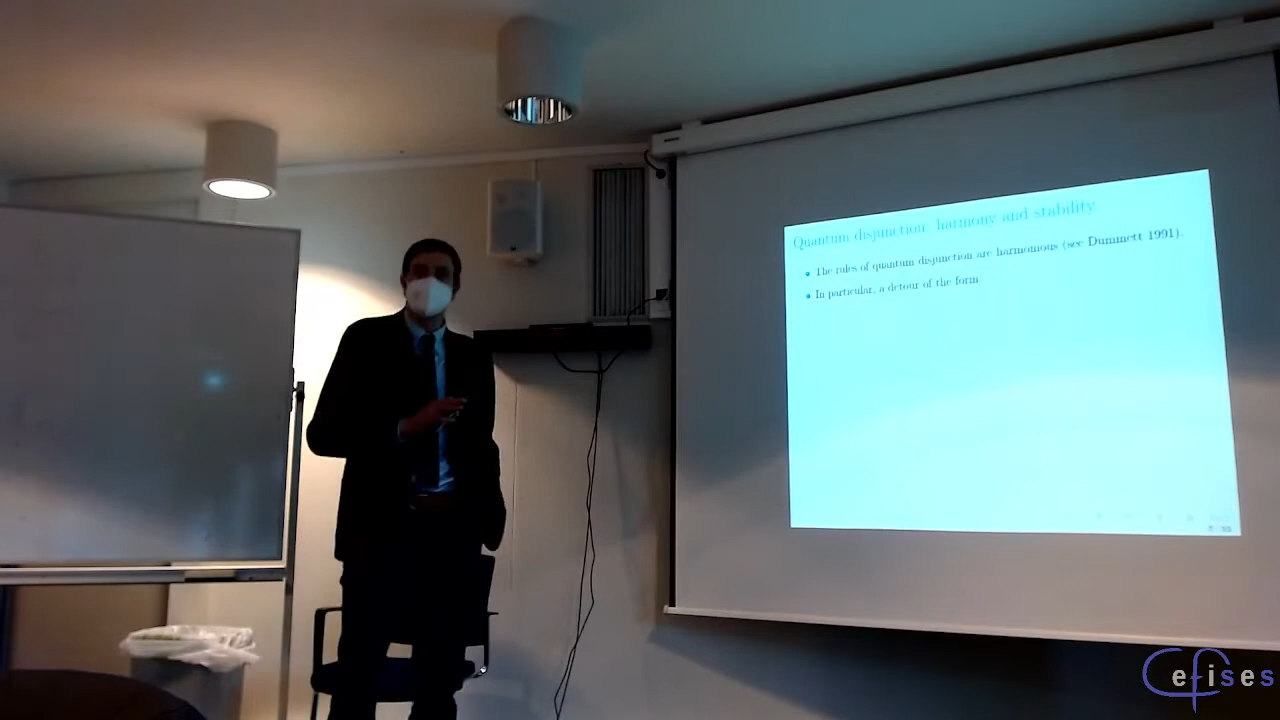 Quantum disjunction: harmony and stability
The rules of quantum disjunction are harmonious (see Dummett 1991).
In particular, a detour of the form
Cefises